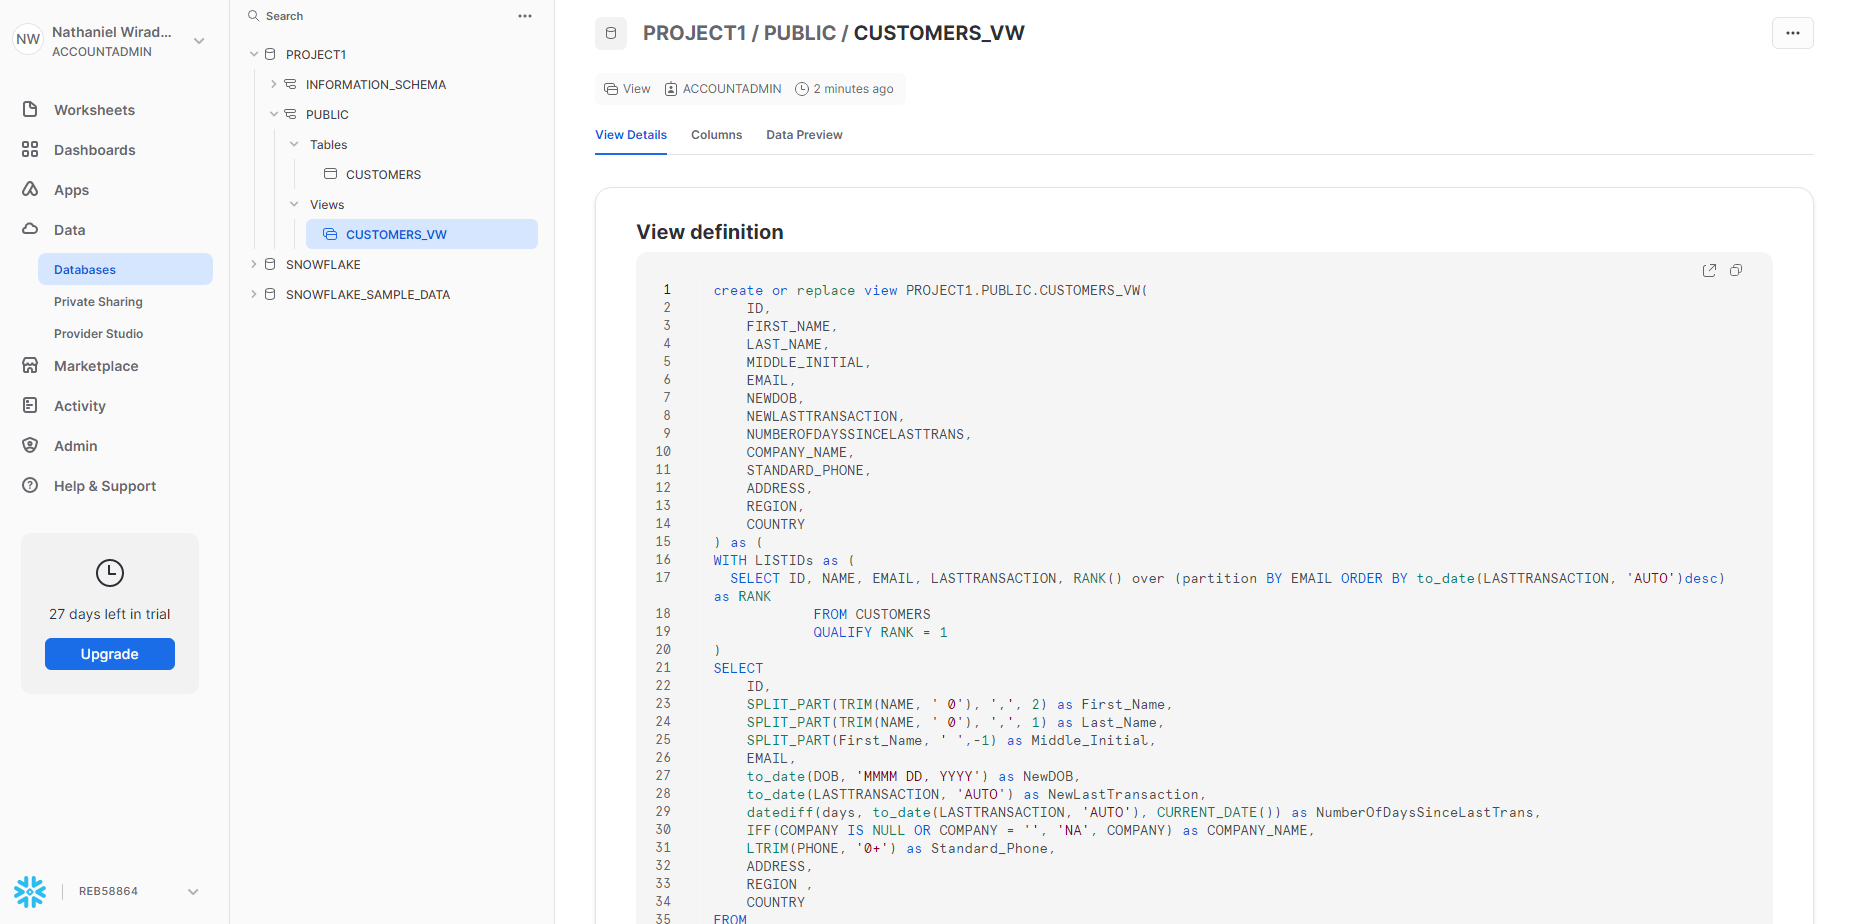 NW
Nathaniel Wirad...
ACCOUNTADMIN
Worksheets
Dashboards
Apps
Data
Databases
Private Sharing
Provider Studio
Marketplace
Activity
Admin
Help & Support
27 days left in trial
Upgrade
REB58864
Search
PROJECT1
INFORMATION_SCHEMA
PUBLIC
Tables
CUSTOMERS
Views
CUSTOMERS_VW
SNOWFLAKE
SNOWFLAKE_SAMPLE_DATA
PROJECT1 / PUBLIC / CUSTOMERS_VW
View ACCOUNTADMIN 2 minutes ago
View Details Columns Data Preview
View definition
1 create or replace view PROJECT1.PUBLIC.CUSTOMERS_VW(
2 ID,
3 FIRST_NAME,
4 LAST_NAME,
5 MIDDLE_INITIAL,
6 EMAIL,
7 NEWDOB,
8 NEWLASTTRANSACTION,
9 NUMBEROFDAYSSINCELASTTRANS,
10 COMPANY_NAME,
11 STANDARD_PHONE,
12 ADDRESS,
13 REGION,
14 COUNTRY
15 ) as (
16 WITH LISTIDs as (
17 SELECT ID, NAME, EMAIL, LASTTRANSACTION, RANK() over (partition BY EMAIL ORDER BY to_date(LASTTRANSACTION, 'AUTO')desc)
as RANK
18 FROM CUSTOMERS
19 QUALIFY RANK = 1
20 )
21 SELECT
22 ID,
23 SPLIT_PART(TRIM(NAME, ' 0'), ',', 2) as First_Name,
24 SPLIT_PART(TRIM(NAME, ' 0'), ',', 1) as Last_Name,
25 SPLIT_PART(First_Name, ' ',-1) as Middle_Initial,
26 EMAIL,
27 to_date(DOB, 'MMMM DD, YYYY') as NewDOB,
28 to_date(LASTTRANSACTION, 'AUTO') as NewLastTransaction,
29 datediff(days, to_date(LASTTRANSACTION, 'AUTO'), CURRENT_DATE()) as NumberOfDaysSinceLastTrans,
30 IFF(COMPANY IS NULL OR COMPANY = '', 'NA', COMPANY) as COMPANY_NAME,
31 LTRIM(PHONE, '0+') as Standard_Phone,
32 ADDRESS,
33 REGION ,
34 COUNTRY
35 FROM